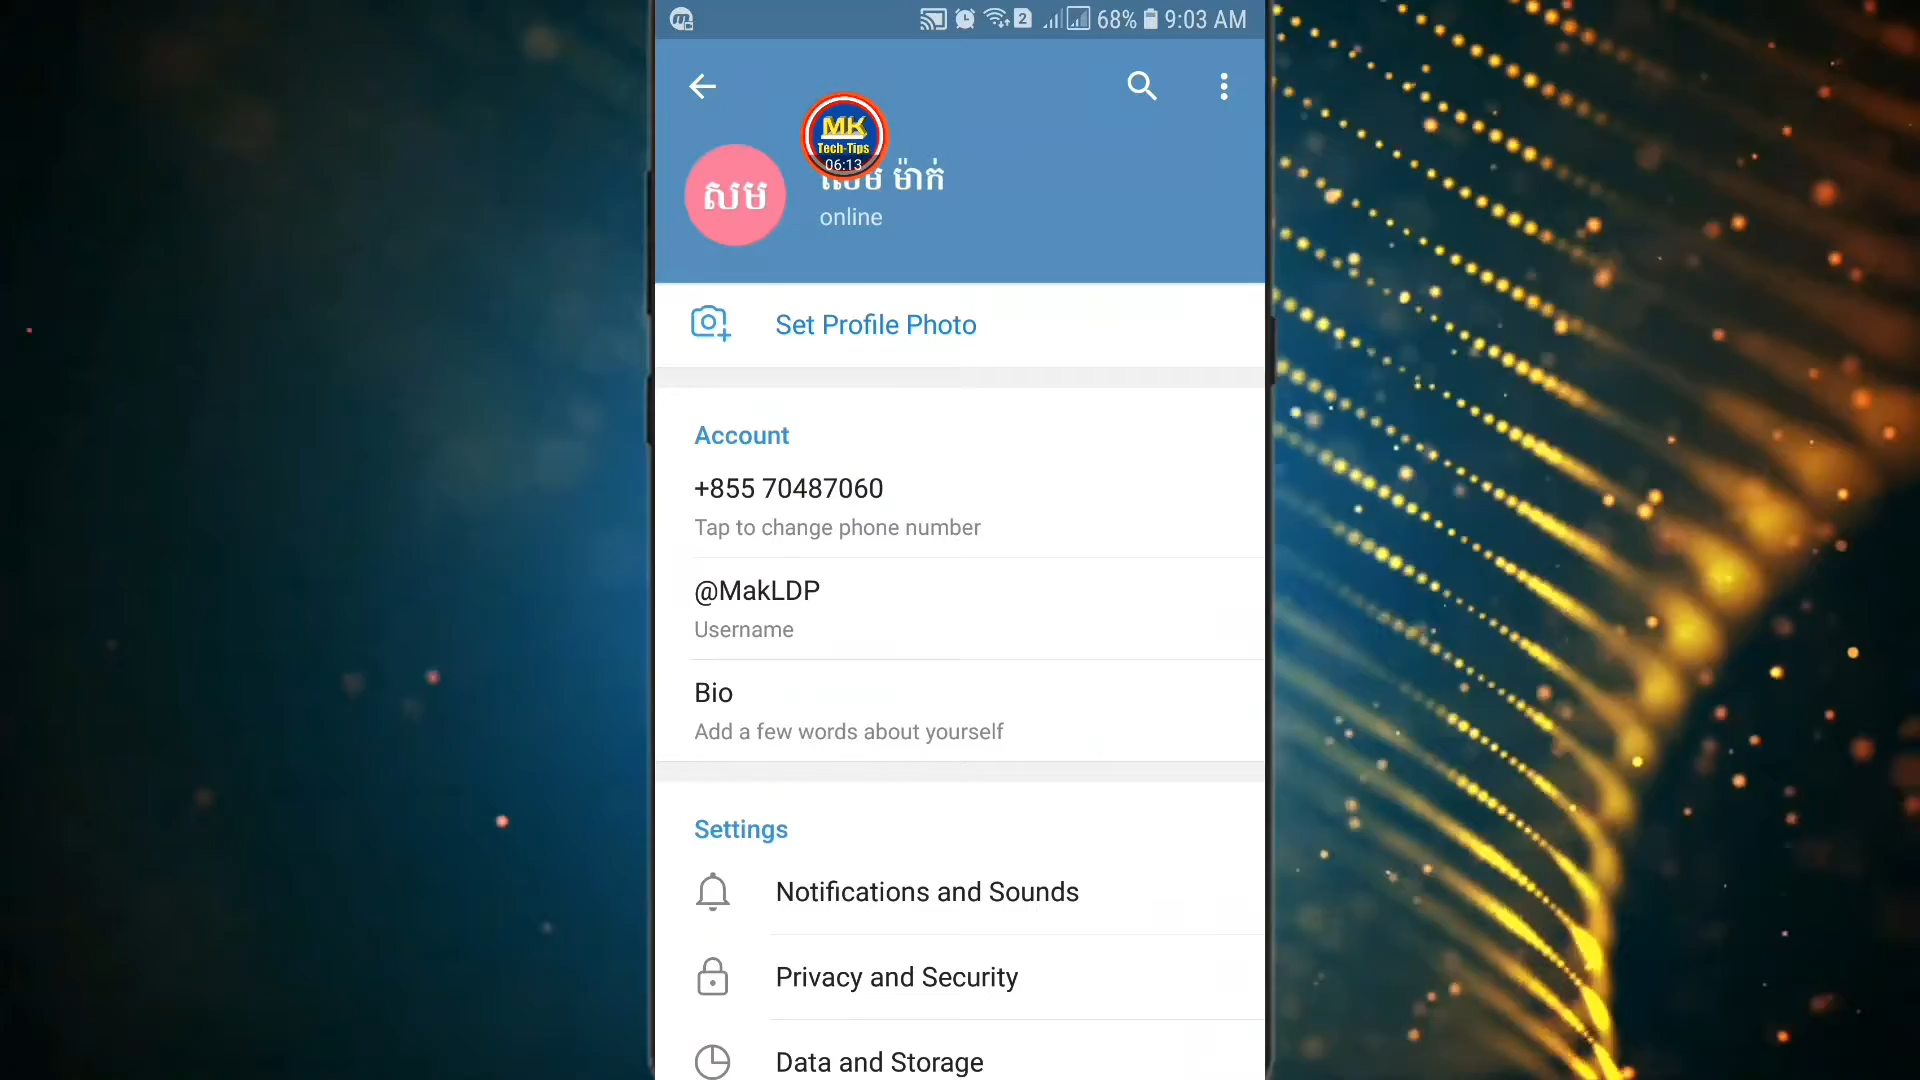 68% 9:03 AM
MK
Tech-Tips
06:13
ម៉ាក់
សម
online
Set Profile Photo
Account
+855 70487060
Tap to change phone number
@MakLDP
Username
Bio
Add a few words about yourself
Settings
Notifications and Sounds
Privacy and Security
Data and Storage